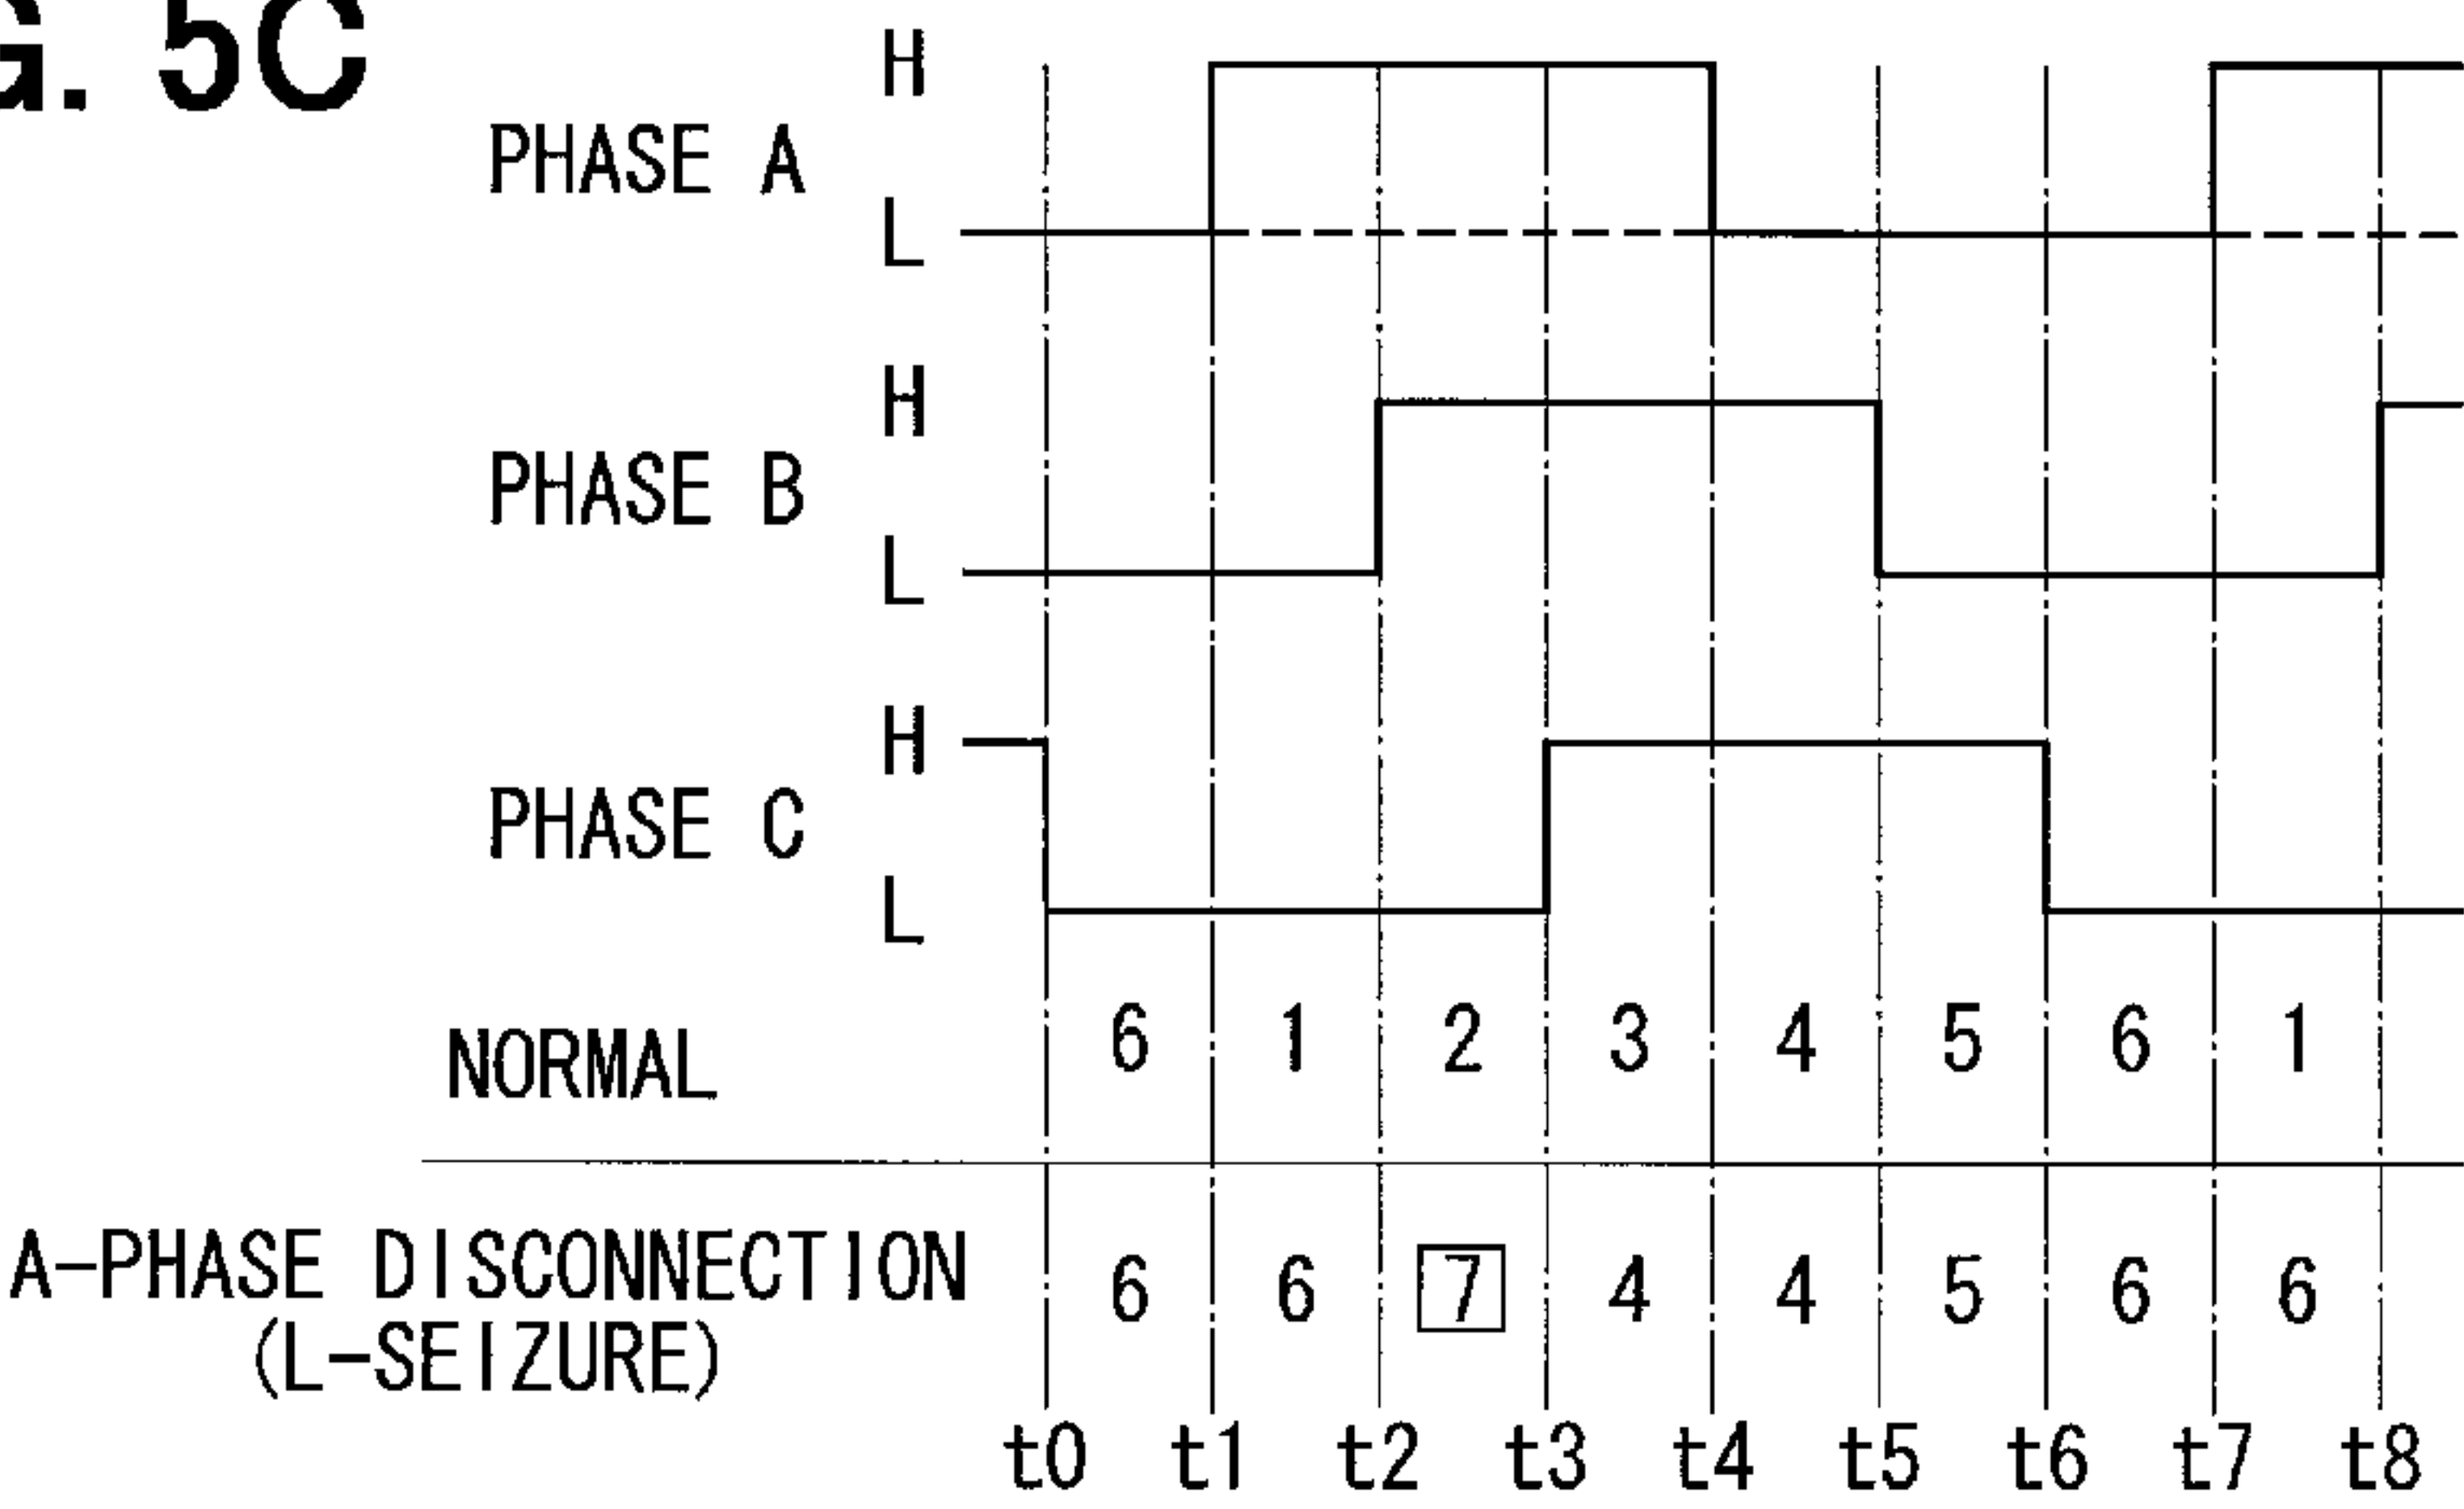 G. 5C
H
PHASE A
L
H
PHASE B
L
H
PHASE C
L
NORMAL 6 1 2 3 4 5 6 1
A-PHASE DISCONNECTION 6 6 7 4 4 5 6 6
(L-SEIZURE)
t0 t1 t2 t3 t4 t5 t6 t7 t8